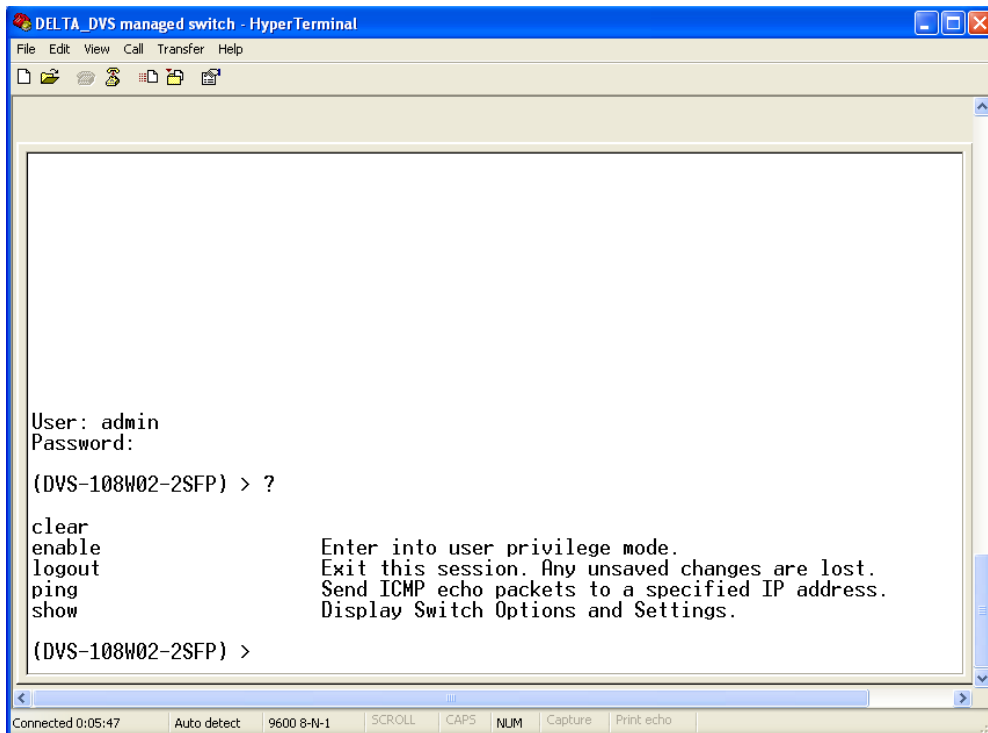 DELTA_DVS managed switch - HyperTerminal
File Edit View Call Transfer Help
User: admin
Password:
(DVS-108W02-2SFP) > ?
clear
enable Enter into user privilege mode.
logout Exit this session. Any unsaved changes are lost.
ping Send ICMP echo packets to a specified IP address.
show Display Switch Options and Settings.
(DVS-108W02-2SFP) >
Connected 0:05:47 Auto detect 9600 8-N-1 SCROLL CAPS NUM Capture Print echo